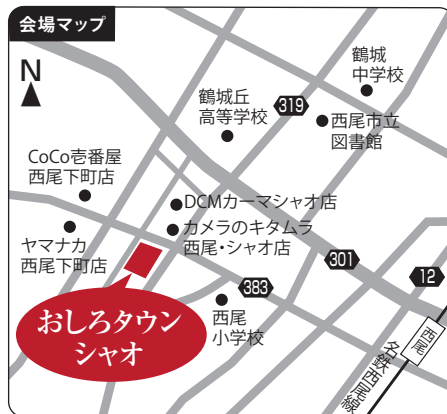 会場マップ
N
鶴城
中学校
鶴城丘
高等学校
319
西尾市立
図書館
CoCo壱番屋
西尾下町店
DCMカーマシャオ店
カメラのキタムラ
西尾・シャオ店
ヤマナカ
西尾下町店
301
12
383
西尾
小学校
おしろタウン
シャオ
西尾
名鉄西尾線